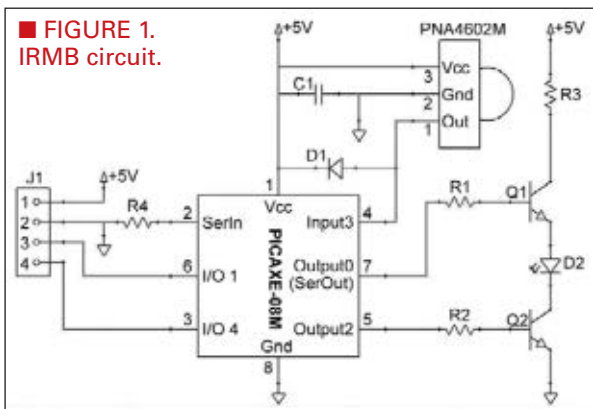 ■ FIGURE 1.
IRMB circuit.
+5V
PNA4602M
+5V
Vcc
3
C1
Gnd
2
R3
Out
1
D1
J1
+5V
1
R4
1
Vcc
R1
Q1
2
2
SerIn
Input3
4
3
PICAXE-08M
4
6
I/O 1
Output0
7
(SerOut)
D2
3
I/O 4
Output2
5
R2
Q2
Gnd
8